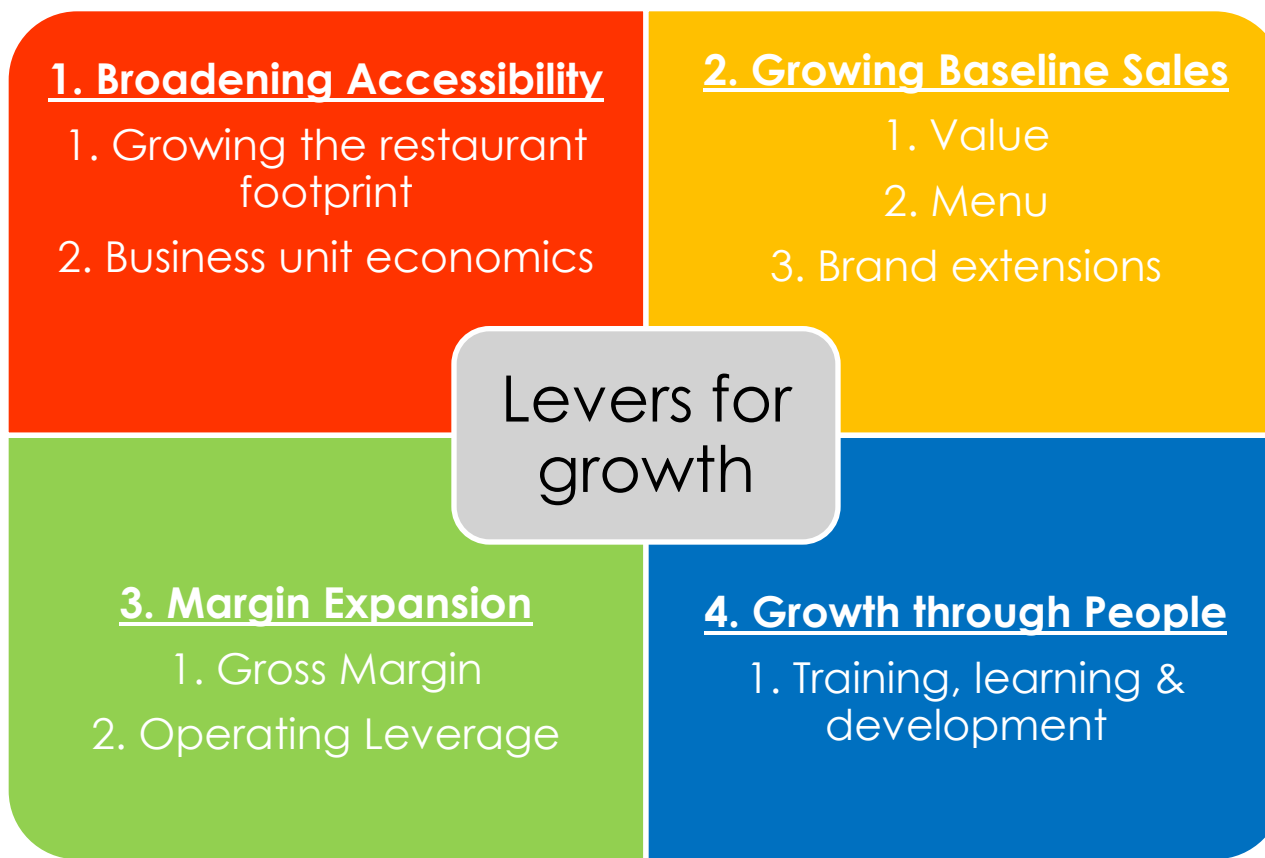 1. Broadening Accessibility
1. Growing the restaurant
footprint
2. Business unit economics
2. Growing Baseline Sales
1. Value
2. Menu
3. Brand extensions
Levers for
growth
3. Margin Expansion
1. Gross Margin
2. Operating Leverage
4. Growth through People
1. Training, learning &
development